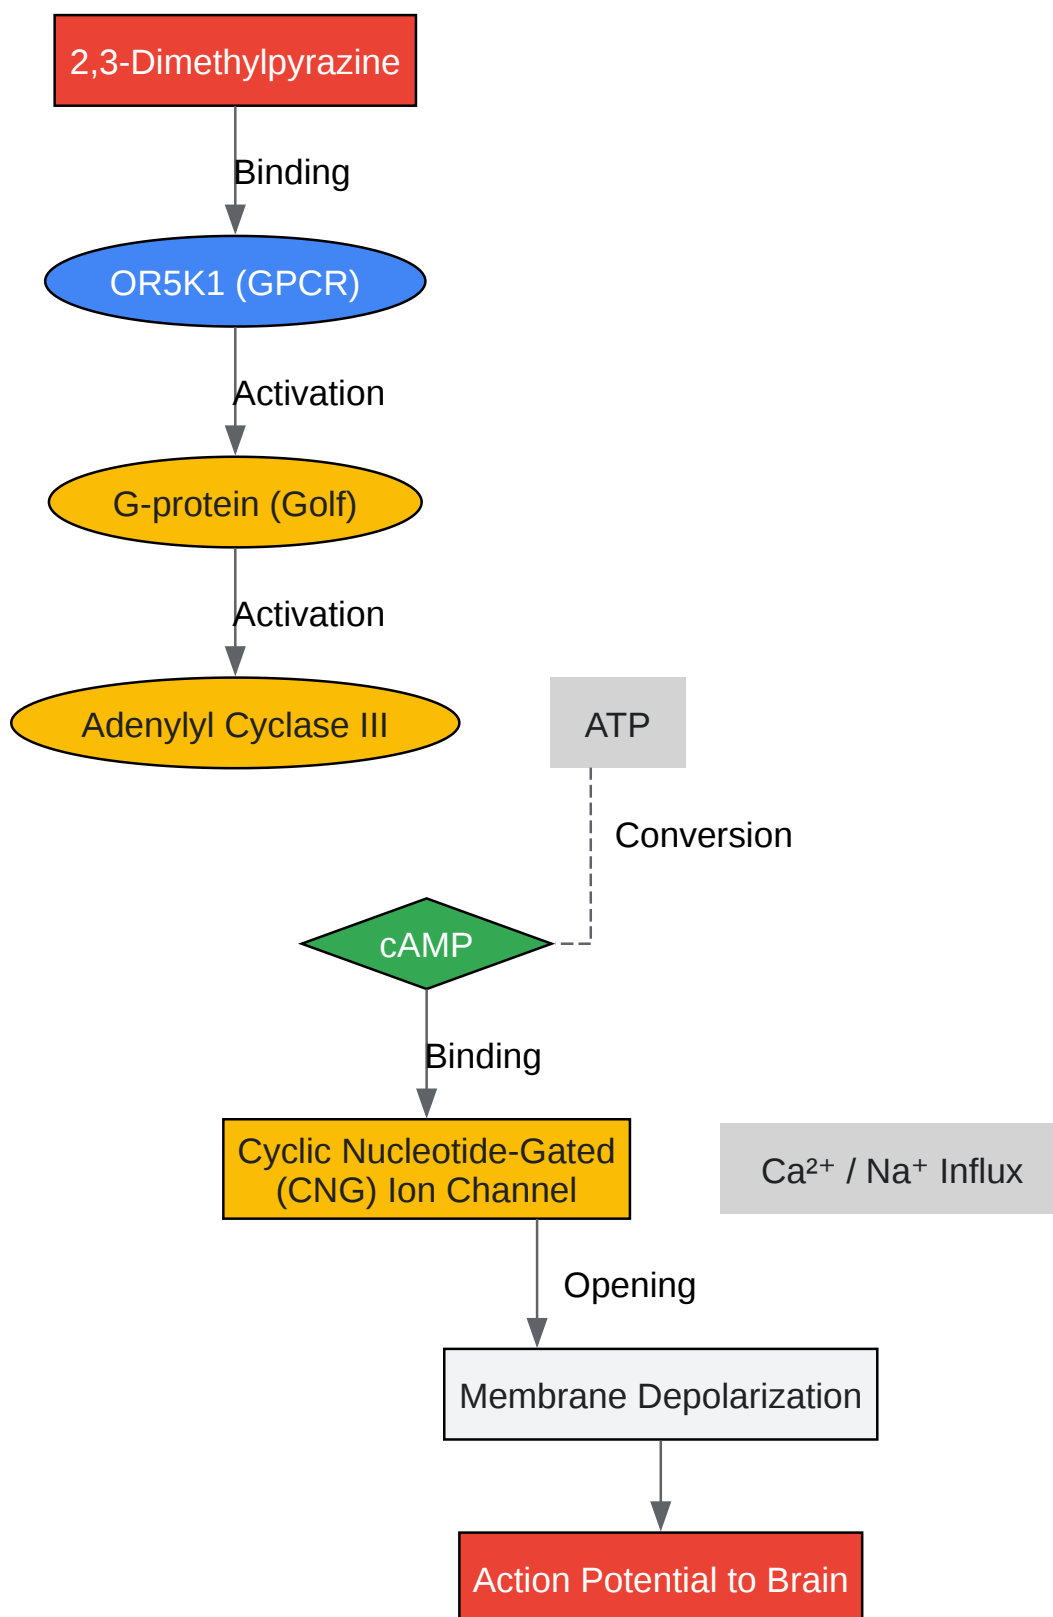 2,3-Dimethylpyrazine
Binding
OR5K1 (GPCR)
Activation
G-protein (Golf)
Activation
Adenylyl Cyclase III
ATP
Conversion
cAMP
Binding
Cyclic Nucleotide-Gated
(CNG) Ion Channel
Ca²⁺ / Na⁺ Influx
Opening
Membrane Depolarization
Action Potential to Brain